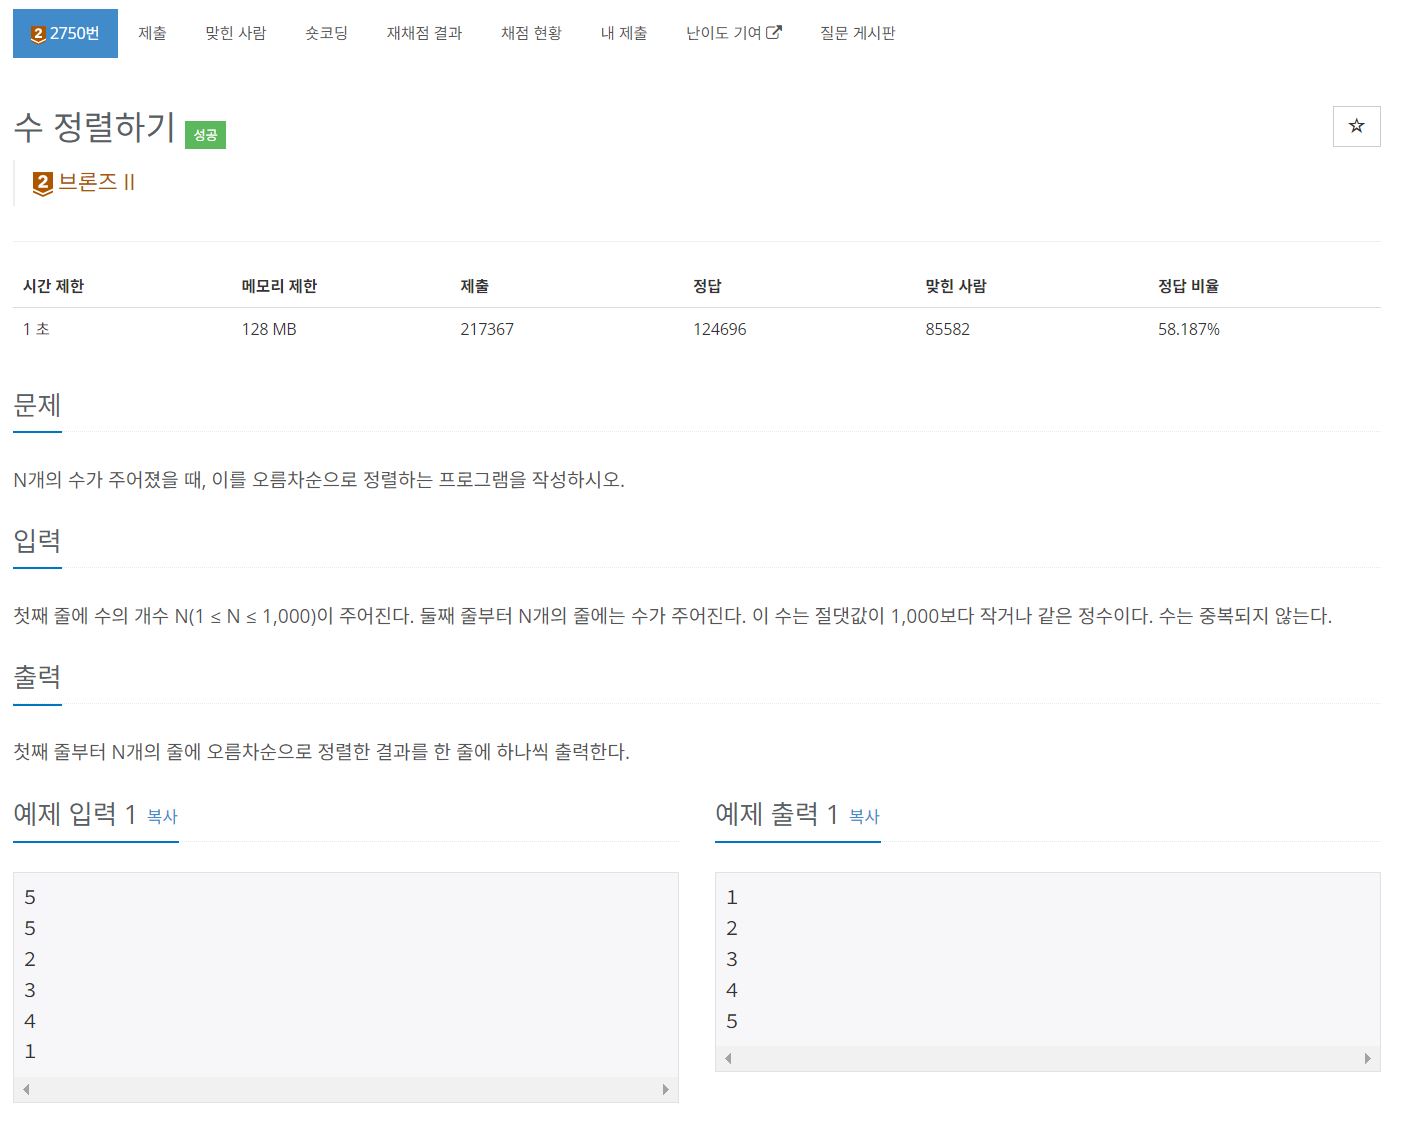 2 2750번 제출 맞힌 사람 숏코딩 재채점 결과 채점 현황 내 제출 난이도 기여 질문 게시판
수 정렬하기 성공
☆
2 브론즈 II
시간 제한 메모리 제한 제출 정답 맞힌 사람 정답 비율
1 초 128 MB 217367 124696 85582 58.187%
문제
N개의 수가 주어졌을 때, 이를 오름차순으로 정렬하는 프로그램을 작성하시오.
입력
첫째 줄에 수의 개수 N(1 ≤ N ≤ 1,000)이 주어진다. 둘째 줄부터 N개의 줄에는 수가 주어진다. 이 수는 절댓값이 1,000보다 작거나 같은 정수이다. 수는 중복되지 않는다.
출력
첫째 줄부터 N개의 줄에 오름차순으로 정렬한 결과를 한 줄에 하나씩 출력한다.
예제 입력 1 복사
5
5
2
3
4
1
예제 출력 1 복사
1
2
3
4
5